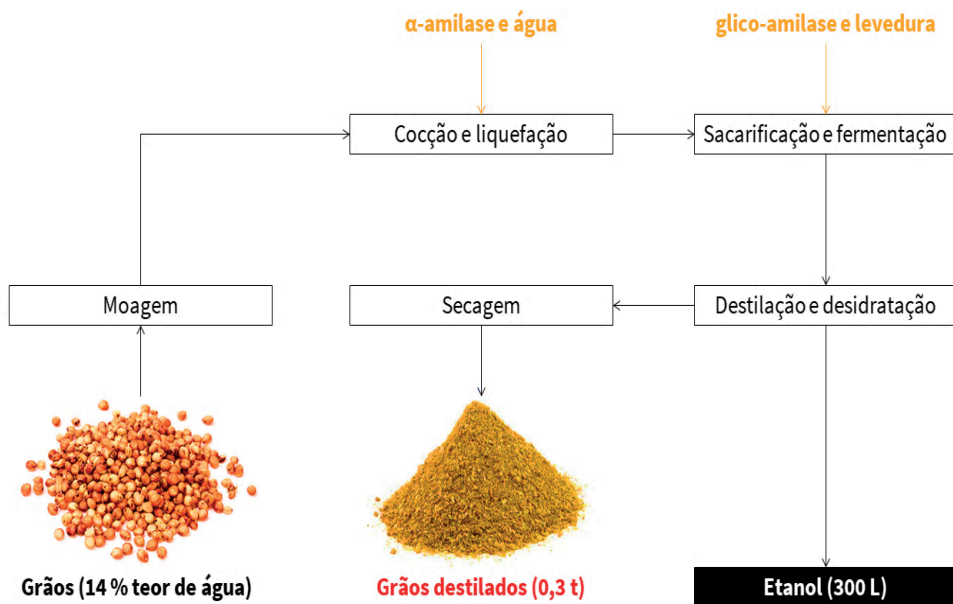 α-amilase e água
glico-amilase e levedura
Cocção e liquefação
Sacarificação e fermentação
Moagem
Secagem
Destilação e desidratação
Grãos (14 % teor de água)
Grãos destilados (0,3 t)
Etanol (300 L)